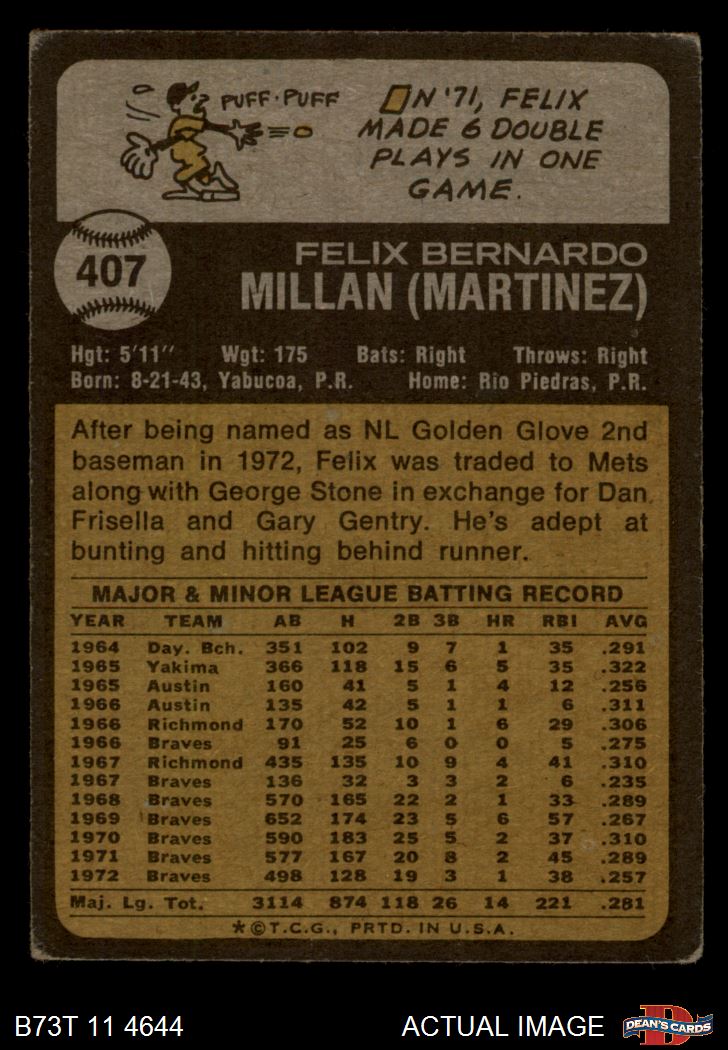 PUFF-PUFF
ON '71, FELIX
MADE 6 DOUBLE
PLAYS IN ONE
GAME.
407
FELIX BERNARDO
MILLAN (MARTINEZ)
Hgt: 5'11" Wgt: 175 Bats: Right Throws: Right
Born: 8-21-43, Yabucoa, P.R. Home: Rio Piedras, P.R.
After being named as NL Golden Glove 2nd
baseman in 1972, Felix was traded to Mets
along with George Stone in exchange for Dan
Frisella and Gary Gentry. He's adept at
bunting and hitting behind runner.
MAJOR & MINOR LEAGUE BATTING RECORD
YEAR TEAM AB H 2B 3B HR RBI AVG
1964 Day. Bch. 351 102 9 7 1 35 .291
1965 Yakima 366 118 15 6 5 35 .322
1965 Austin 160 41 5 1 4 12 .256
1966 Austin 135 42 5 1 1 6 .311
1966 Richmond 170 52 10 1 6 29 .306
1966 Braves 91 25 6 0 0 5 .275
1967 Richmond 435 135 10 9 4 41 .310
1967 Braves 136 32 3 3 2 6 .235
1968 Braves 570 165 22 2 1 33 .289
1969 Braves 652 174 23 5 6 57 .267
1970 Braves 590 183 25 5 2 37 .310
1971 Braves 577 167 20 8 2 45 .289
1972 Braves 498 128 19 3 1 38 .257
Maj. Lg. Tot. 3114 874 118 26 14 221 .281
*©T.C.G., PRTD. IN U.S.A.
B73T 11 4644 ACTUAL IMAGE
D
DEAN'S CARDS